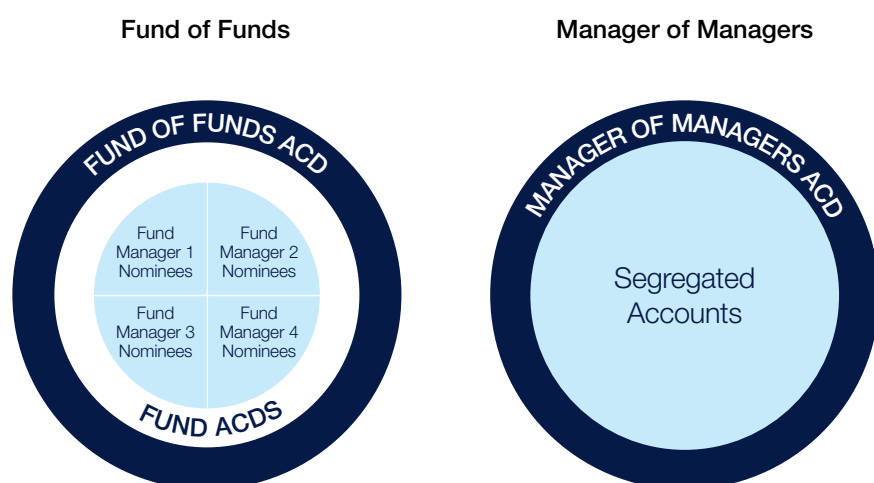 Fund of Funds
Manager of Managers
FUND OF FUNDS ACD
Fund
Manager 1
Nominees
Fund
Manager 2
Nominees
Fund
Manager 3
Nominees
Fund
Manager 4
Nominees
FUND ACDS
MANAGER OF MANAGERS ACD
Segregated
Accounts